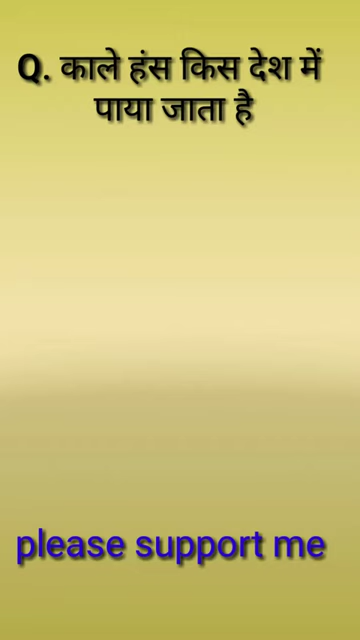 Q. काले हंस किस देश में
पाया जाता है
please support me